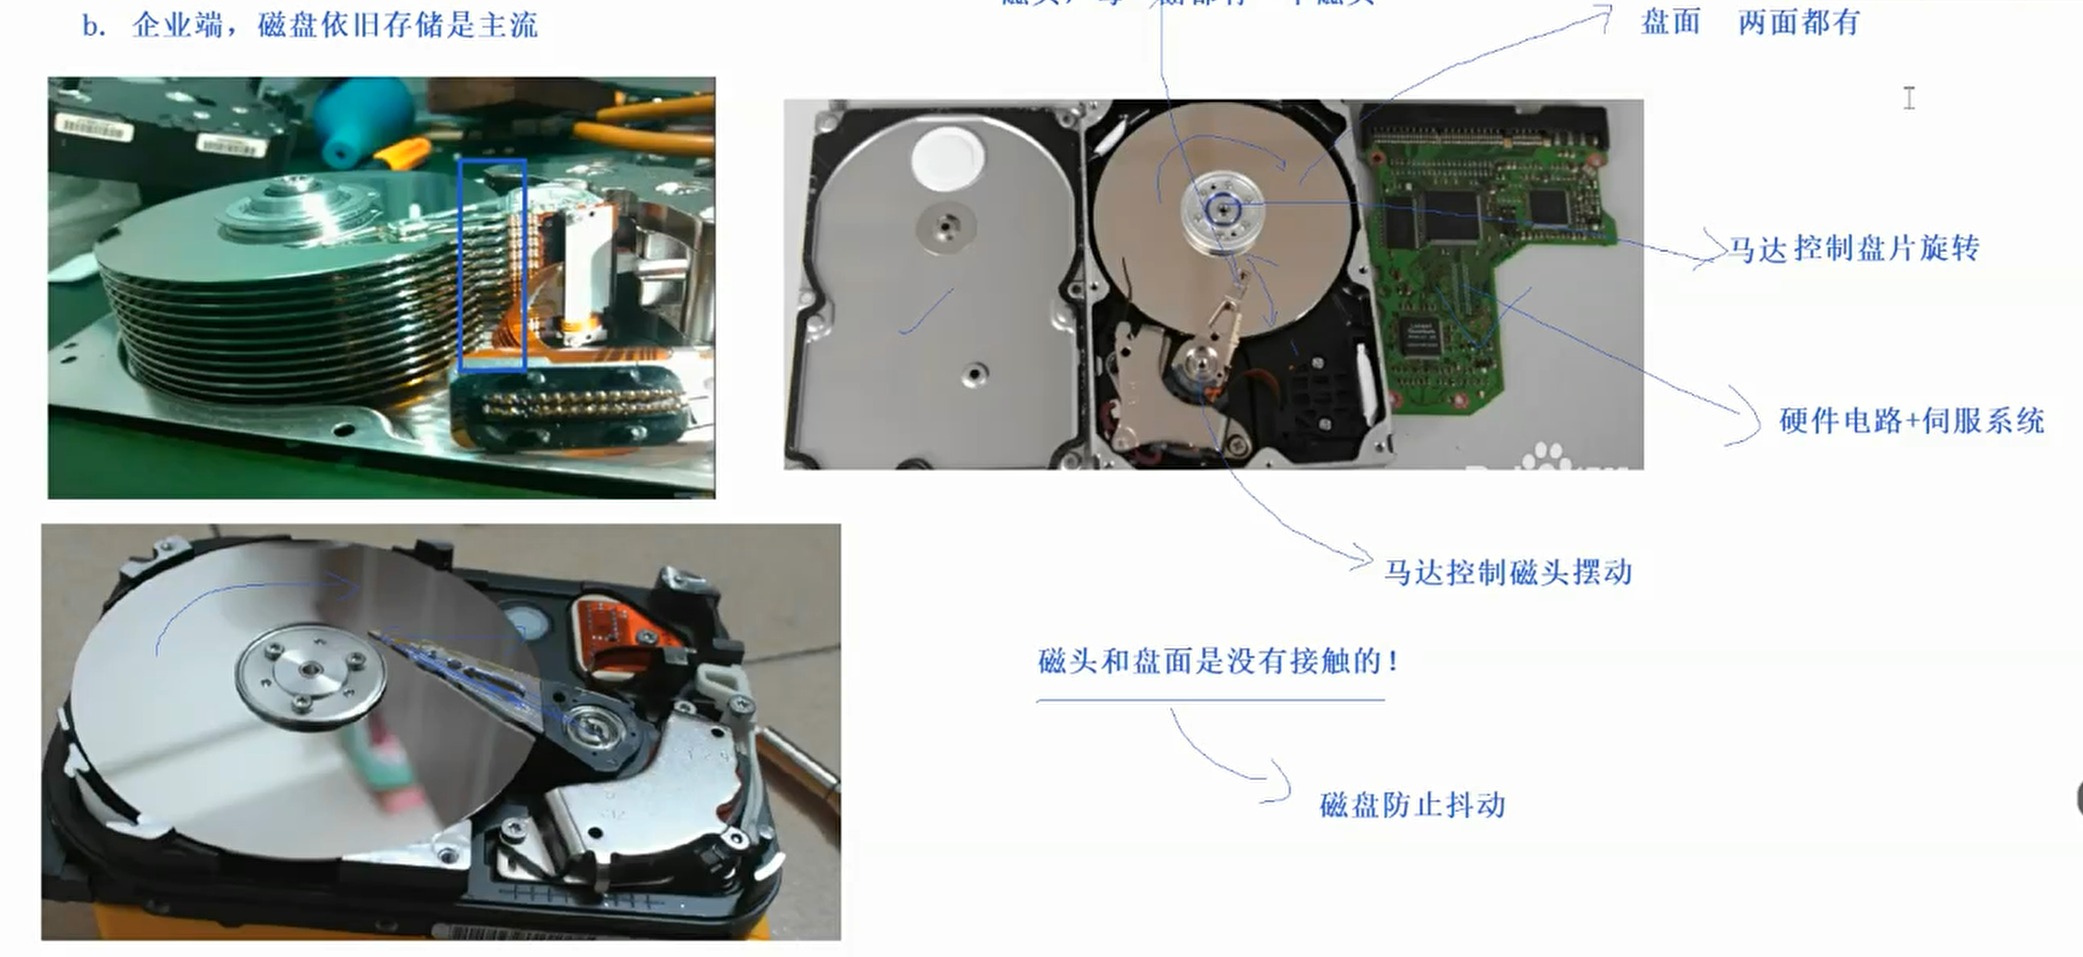 b. 企业端，磁盘依旧存储是主流
盘面 两面都有
马达控制盘片旋转
硬件电路+伺服系统
马达控制磁头摆动
磁头和盘面是没有接触的！
磁盘防止抖动